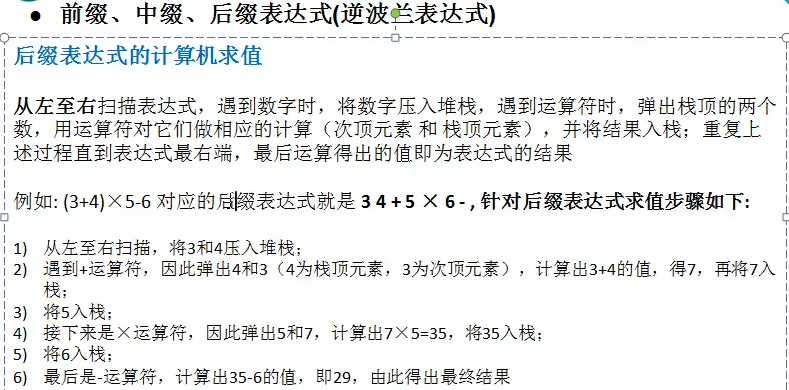 ● 前缀、中缀、后缀表达式(逆波兰表达式)
后缀表达式的计算机求值
从左至右扫描表达式，遇到数字时，将数字压入堆栈，遇到运算符时，弹出栈顶的两个
数，用运算符对它们做相应的计算（次顶元素 和 栈顶元素），并将结果入栈；重复上
述过程直到表达式最右端，最后运算得出的值即为表达式的结果
例如: (3+4)×5-6 对应的后缀表达式就是 3 4 + 5 × 6 - , 针对后缀表达式求值步骤如下:
1) 从左至右扫描，将3和4压入堆栈；
2) 遇到+运算符，因此弹出4和3（4为栈顶元素，3为次顶元素），计算出3+4的值，得7，再将7入
栈；
3) 将5入栈；
4) 接下来是×运算符，因此弹出5和7，计算出7×5=35，将35入栈；
5) 将6入栈；
6) 最后是-运算符，计算出35-6的值，即29，由此得出最终结果